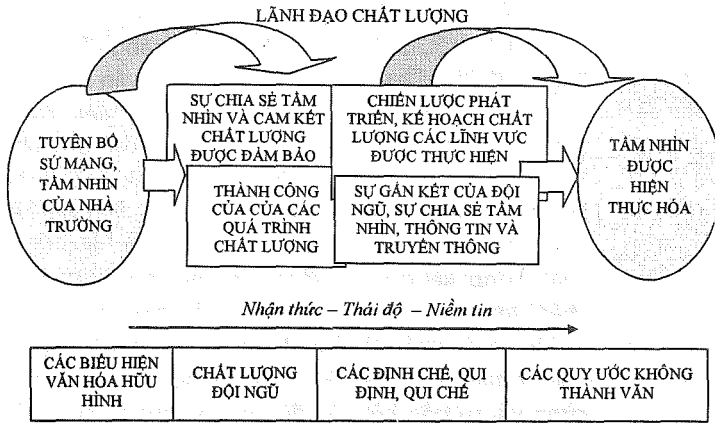 LÃNH ĐẠO CHẤT LƯỢNG
TUYÊN BỐ
SỨ MẠNG,
TẦM NHÌN
CỦA NHÀ
TRƯỜNG
SỰ CHIA SẺ TẦM
NHÌN VÀ CAM KẾT
CHẤT LƯỢNG
ĐƯỢC ĐẢM BẢO
THÀNH CÔNG
CỦA CỦA CÁC
QUÁ TRÌNH
CHẤT LƯỢNG
CHIẾN LƯỢC PHÁT
TRIỂN, KẾ HOẠCH CHẤT
LƯỢNG CÁC LĨNH VỰC
ĐƯỢC THỰC HIỆN
SỰ GẮN KẾT CỦA ĐỘI
NGŨ, SỰ CHIA SẺ TẦM
NHÌN, THÔNG TIN VÀ
TRUYỀN THÔNG
TẦM NHÌN
ĐƯỢC
HIỆN
THỰC HÓA
Nhận thức – Thái độ – Niềm tin
CÁC BIỂU HIỆN
VĂN HÓA HỮU
HÌNH
CHẤT LƯỢNG
ĐỘI NGŨ
CÁC ĐỊNH CHẾ, QUI
ĐỊNH, QUI CHẾ
CÁC QUY ƯỚC KHÔNG
THÀNH VĂN